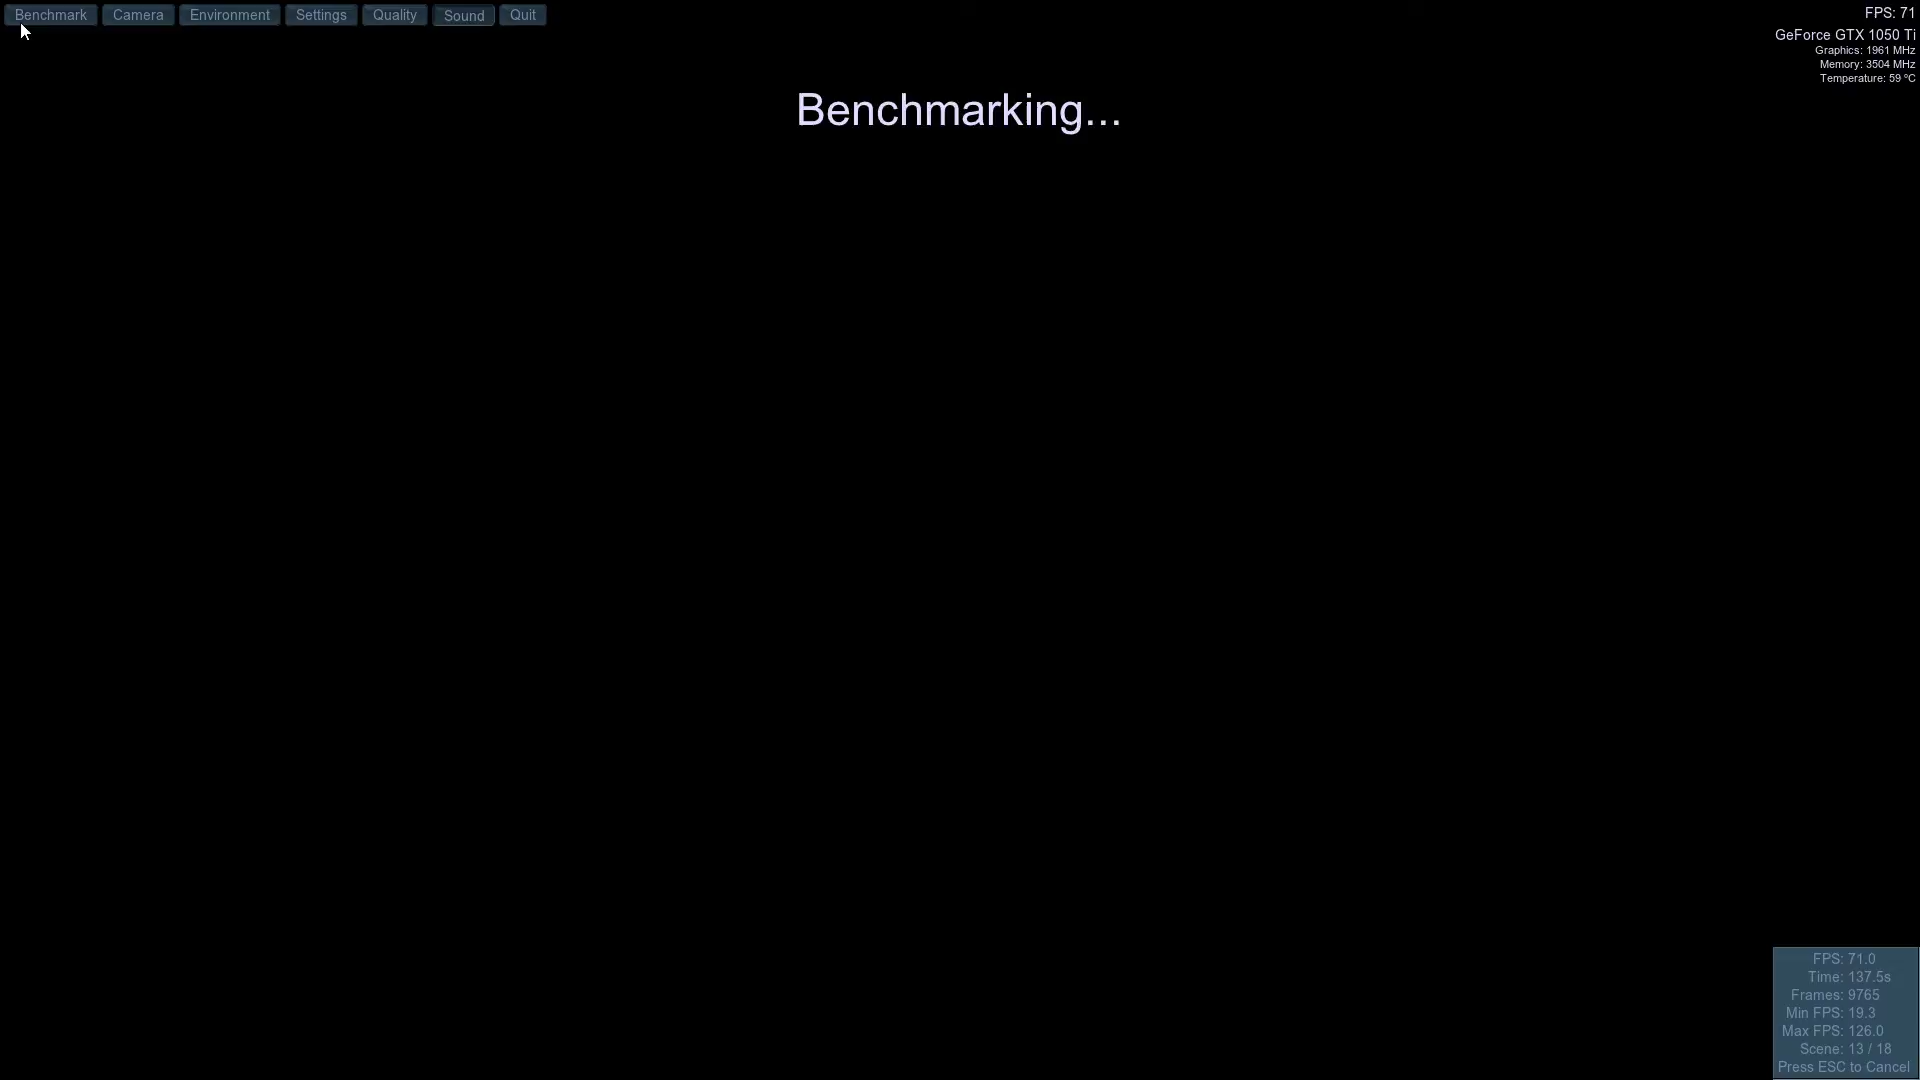 Benchmark Camera Environment Settings Quality Sound Quit
FPS: 71
GeForce GTX 1050 Ti
Graphics: 1961 MHz
Memory: 3504 MHz
Temperature: 59 °C
Benchmarking...
FPS: 71.0
Time: 137.5s
Frames: 9765
Min FPS: 19.3
Max FPS: 126.0
Scene: 13 / 18
Press ESC to Cancel